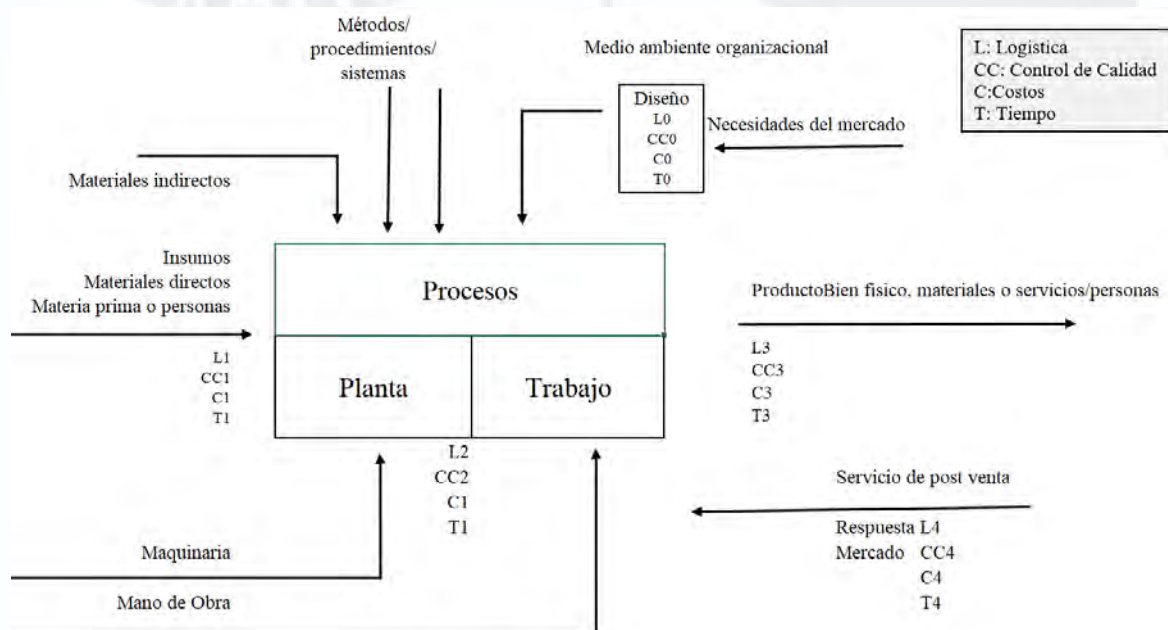 Métodos/
procedimientos/
sistemas
Medio ambiente organizacional
L: Logística
CC: Control de Calidad
C:Costos
T: Tiempo
Diseño
L0
CC0
C0
T0
Necesidades del mercado
Materiales indirectos
Insumos
Materiales directos
Materia prima o personas
L1
CC1
C1
T1
Procesos
Planta
Trabajo
L2
CC2
C1
T1
ProductoBien físico, materiales o servicios/personas
L3
CC3
C3
T3
Servicio de post venta
Respuesta L4
Mercado CC4
C4
T4
Maquinaria
Mano de Obra